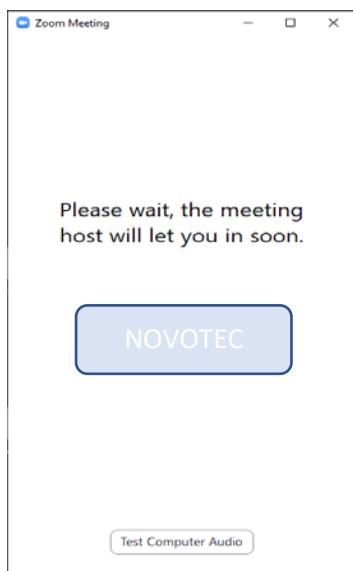 Zoom Meeting
Please wait, the meeting
host will let you in soon.
NOVOTEC
Test Computer Audio